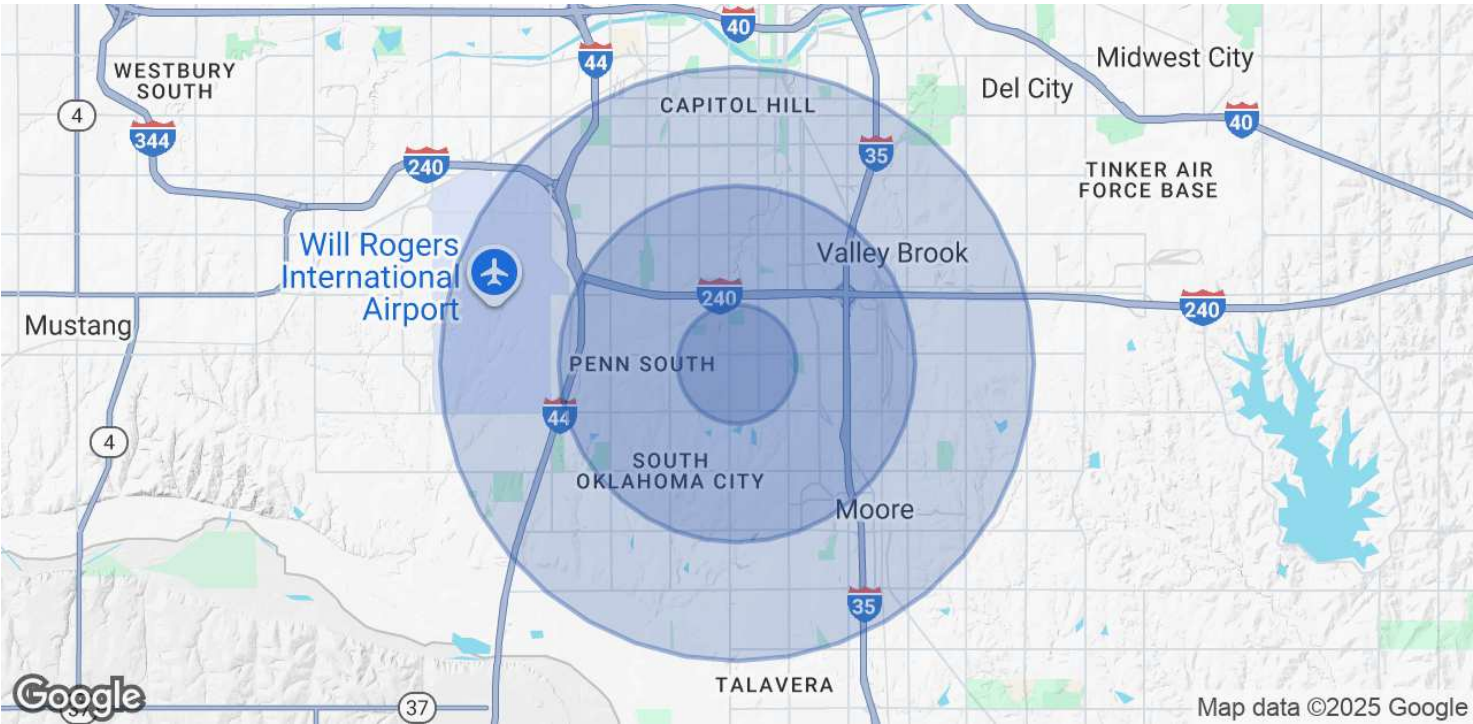 40
44
WESTBURY
SOUTH
CAPITOL HILL
Midwest City
Del City
4
344
240
35
40
TINKER AIR
FORCE BASE
Will Rogers
International
Airport
Valley Brook
240
240
Mustang
PENN SOUTH
44
4
SOUTH
OKLAHOMA CITY
Moore
35
TALAVERA
Google
37
37
Map data ©2025 Google